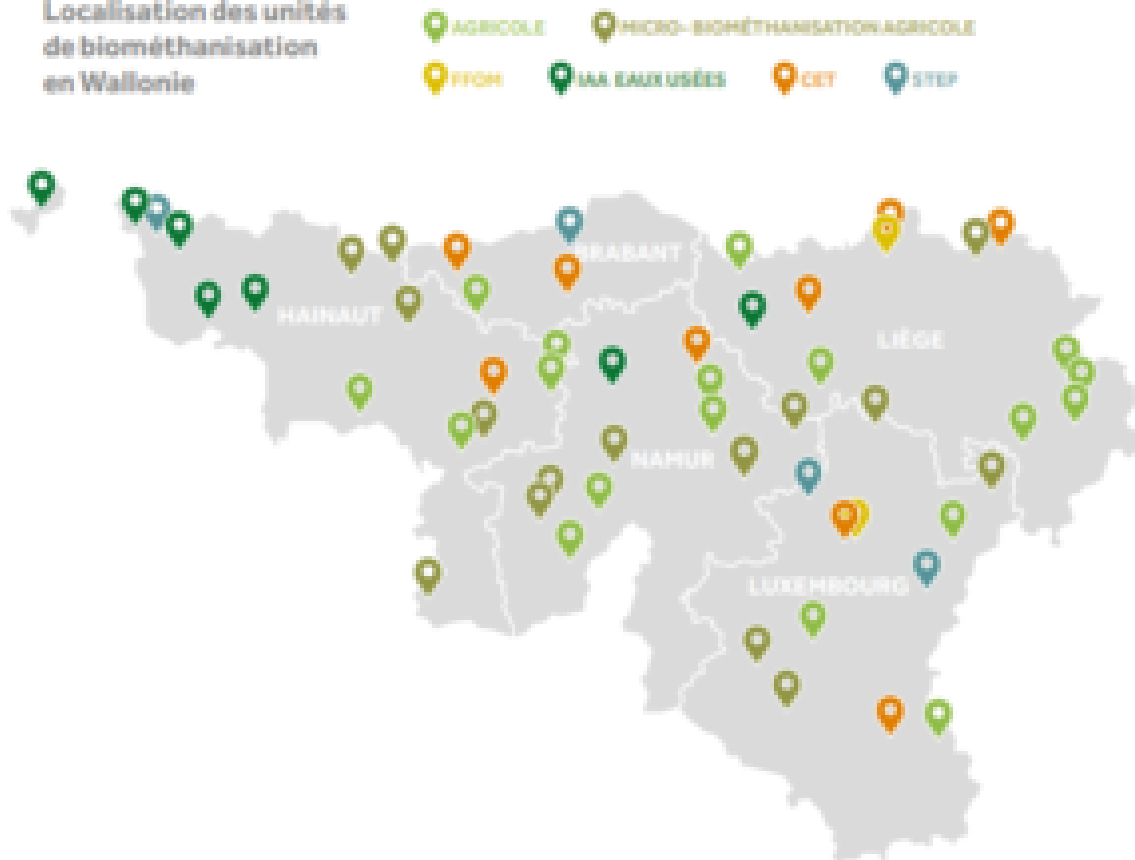 Localisation des unités
de biométhanisation
en Wallonie
AGRICOLE MICRO-BIOMÉTHANISATION AGRICOLE
FFOM IAA EAUX USÉES CET STEP
BRABANT
HAINAUT
LIÈGE
NAMUR
LUXEMBOURG